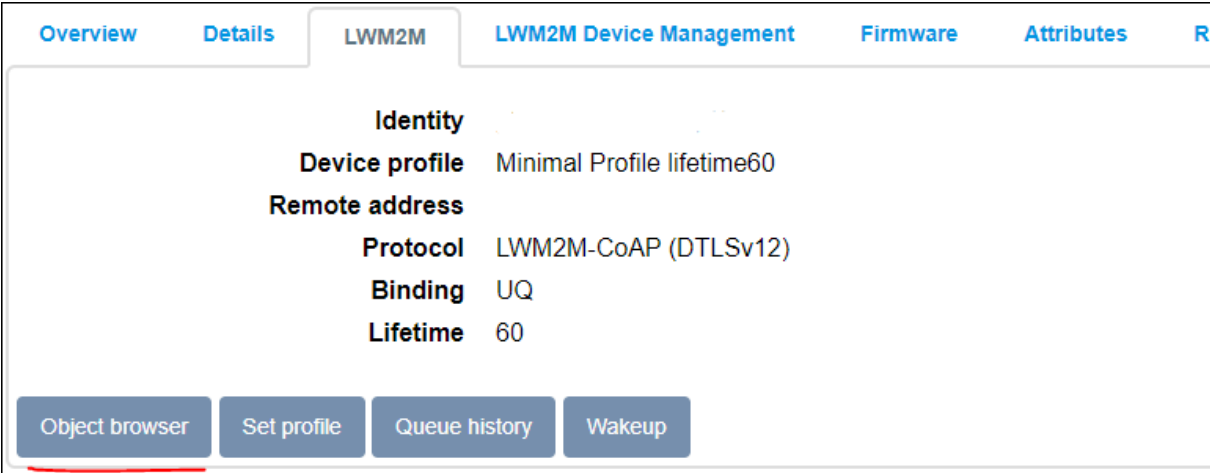 Overview Details LWM2M LWM2M Device Management Firmware Attributes R
Identity
Device profile Minimal Profile lifetime60
Remote address
Protocol LWM2M-CoAP (DTLSv12)
Binding UQ
Lifetime 60
Object browser Set profile Queue history Wakeup